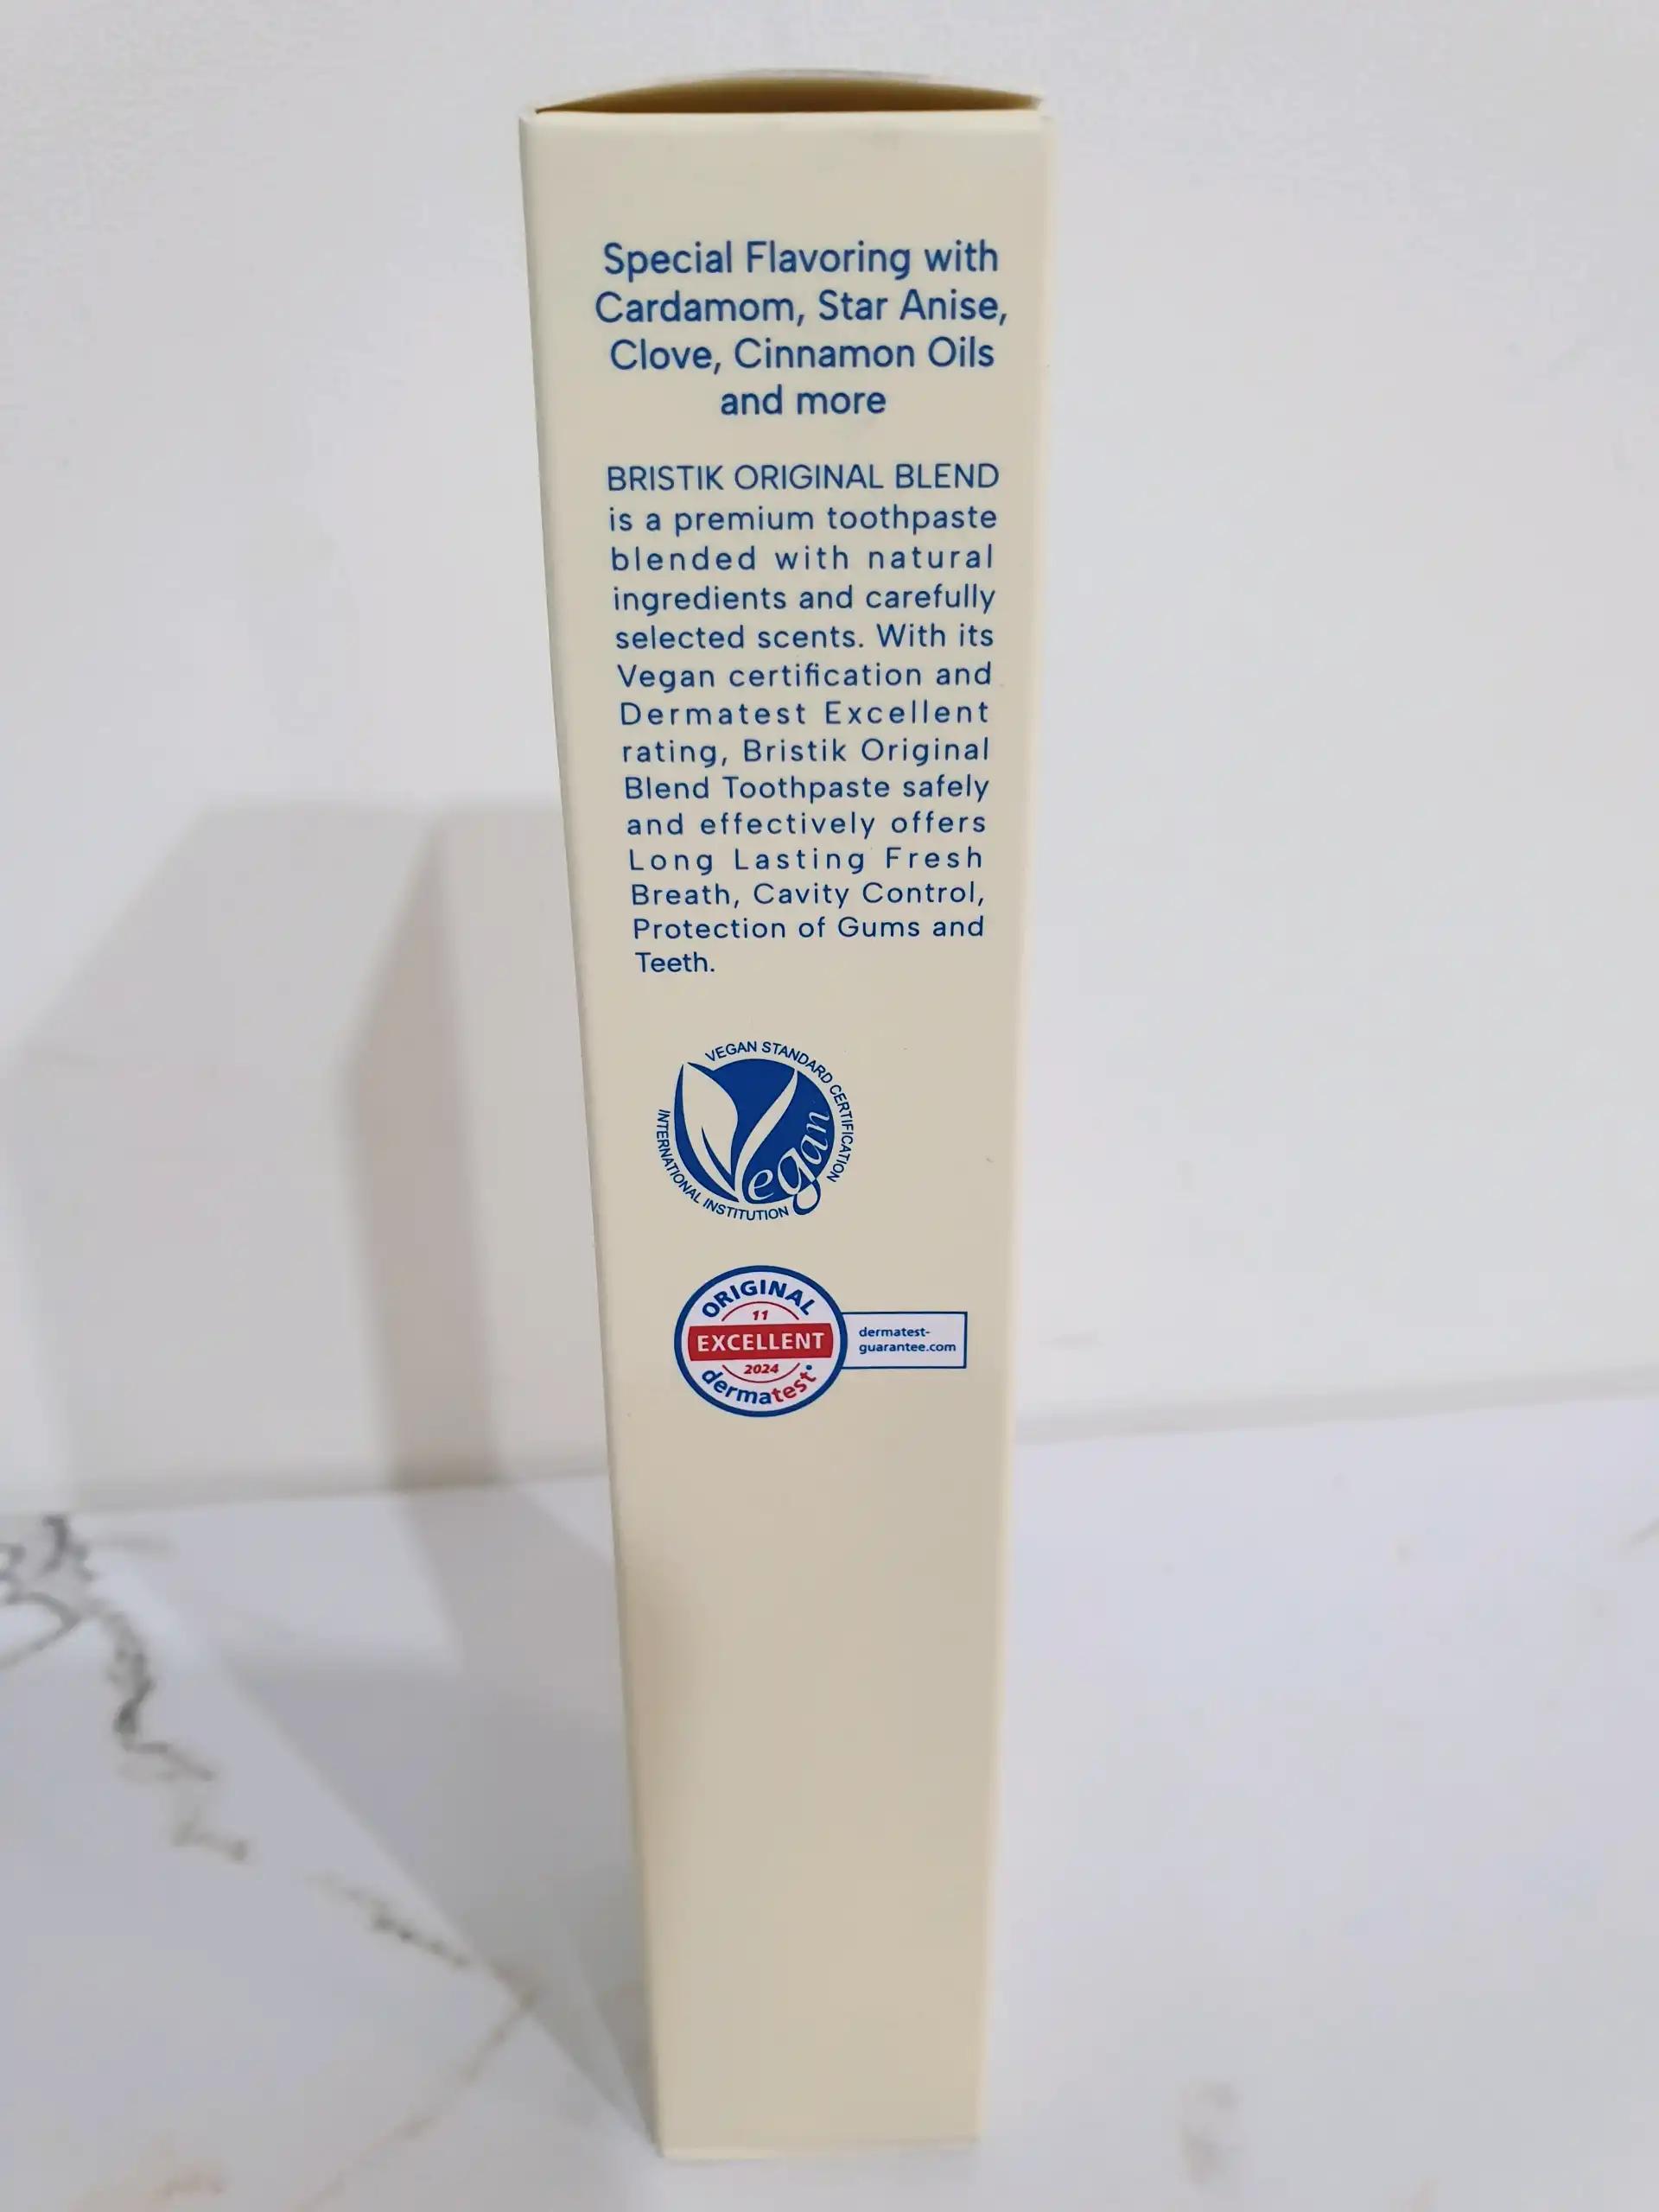 Special Flavoring with
Cardamom, Star Anise,
Clove, Cinnamon Oils
and more
BRISTIK ORIGINAL BLEND
is a premium toothpaste
blended with natural
ingredients and carefully
selected scents. With its
Vegan certification and
Dermatest Excellent
rating, Bristik Original
Blend Toothpaste safely
and effectively offers
Long Lasting Fresh
Breath, Cavity Control,
Protection of Gums and
Teeth.
VEGAN STANDARD CERTIFICATION
Vegan
INTERNATIONAL INSTITUTION
ORIGINAL
11
EXCELLENT
2024
dermatest
dermatest-
guarantee.com